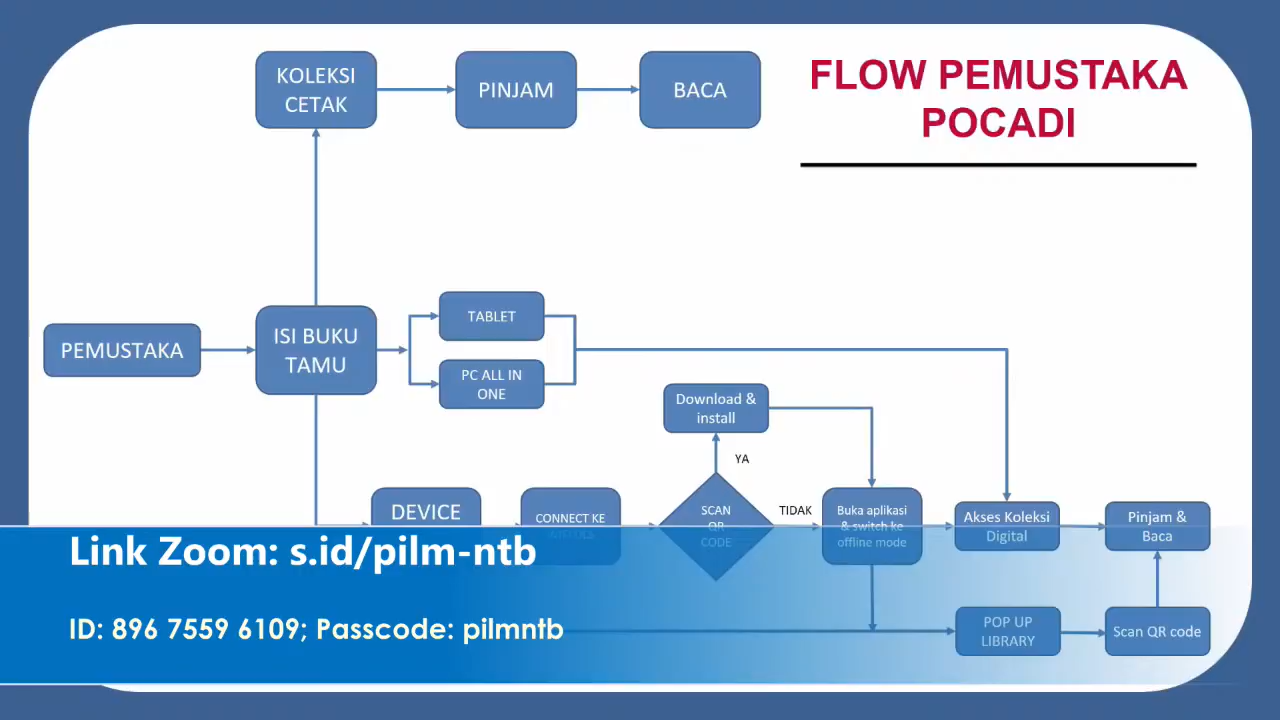 FLOW PEMUSTAKA
POCADI
KOLEKSI
CETAK
PINJAM
BACA
PEMUSTAKA
ISI BUKU
TAMU
TABLET
PC ALL IN
ONE
Download &
install
YA
DEVICE
CONNECT KE
SCAN
QR
CODE
TIDAK
Buka aplikasi
& switch ke
offline mode
Akses Koleksi
Digital
Pinjam &
Baca
POP UP
LIBRARY
Scan QR code
Link Zoom: s.id/pilm-ntb
ID: 896 7559 6109; Passcode: pilmntb